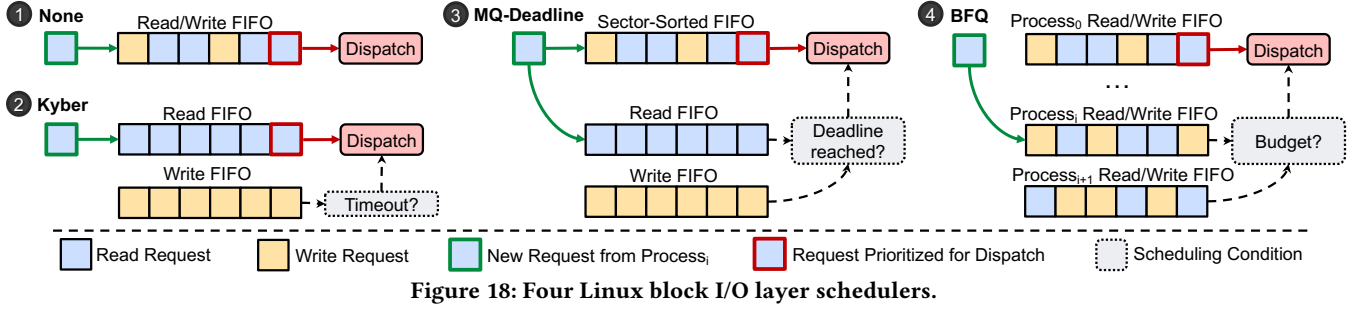 1 None
Read/Write FIFO
Dispatch
2 Kyber
Read FIFO
Dispatch
Write FIFO
Timeout?
3 MQ-Deadline
Sector-Sorted FIFO
Dispatch
Read FIFO
Deadline
reached?
Write FIFO
4 BFQ
Process0 Read/Write FIFO
Dispatch
...
Processi Read/Write FIFO
Budget?
Processi+1 Read/Write FIFO
Read Request
Write Request
New Request from Processi
Request Prioritized for Dispatch
Scheduling Condition
Figure 18: Four Linux block I/O layer schedulers.